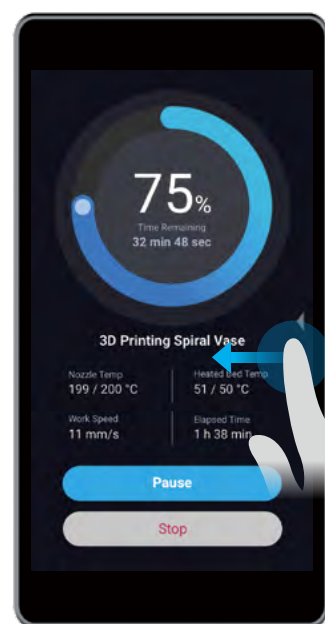 75%
Time Remaining
32 min 48 sec
3D Printing Spiral Vase
Nozzle Temp.
199 / 200 °C
Heated Bed Temp.
51 / 50 °C
Work Speed
11 mm/s
Elapsed Time
1 h 38 min
Pause
Stop